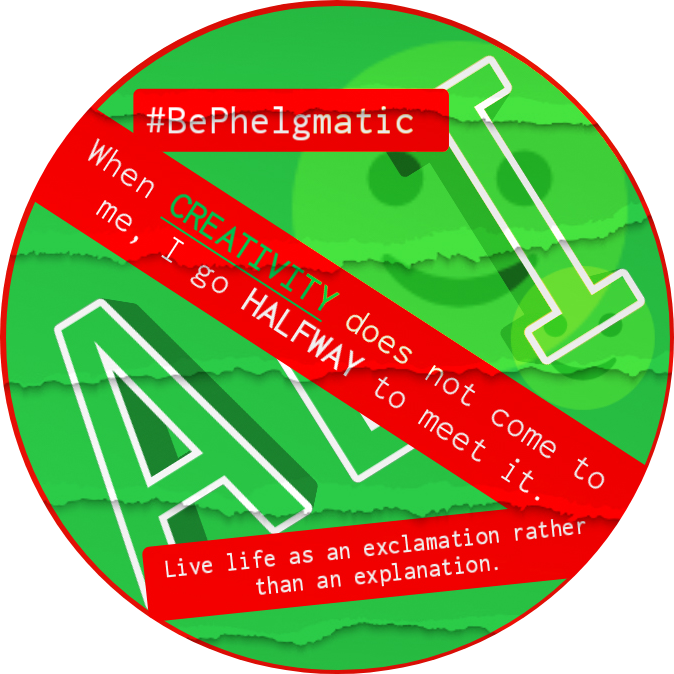 #BePhelgmatic
When CREATIVITY does not come to
me, I go HALFWAY to meet it.
Live life as an exclamation rather
than an explanation.